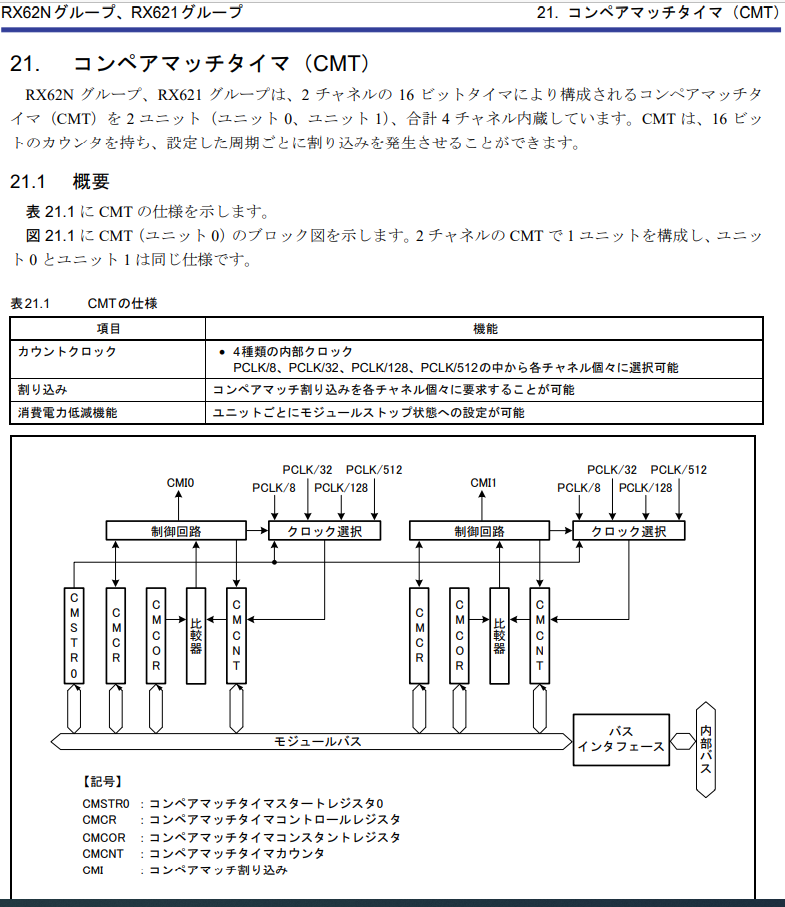 RX62Nグループ、RX621グループ
21. コンペアマッチタイマ（CMT）
21. コンペアマッチタイマ（CMT）
RX62N グループ、RX621 グループは、2 チャネルの 16 ビットタイマにより構成されるコンペアマッチタ
イマ（CMT）を 2 ユニット（ユニット 0、ユニット 1）、合計 4 チャネル内蔵しています。CMT は、16 ビッ
トのカウンタを持ち、設定した周期ごとに割り込みを発生させることができます。
21.1 概要
表 21.1 に CMT の仕様を示します。
図 21.1 に CMT（ユニット 0）のブロック図を示します。2 チャネルの CMT で 1 ユニットを構成し、ユニッ
ト 0 とユニット 1 は同じ仕様です。
表21.1 CMTの仕様
項目 機能
カウントクロック ● 4種類の内部クロック
PCLK/8、PCLK/32、PCLK/128、PCLK/512の中から各チャネル個々に選択可能
割り込み コンペアマッチ割り込みを各チャネル個々に要求することが可能
消費電力低減機能 ユニットごとにモジュールストップ状態への設定が可能
PCLK/32 PCLK/512 PCLK/32 PCLK/512
CMI0 PCLK/8 PCLK/128 CMI1 PCLK/8 PCLK/128
制御回路 クロック選択 制御回路 クロック選択
CMSTR0
CMCR
CMCOR
比較器
CMCNT
CMCR
CMCOR
比較器
CMCNT
モジュールバス
バス
インタフェース
内部バス
【記号】
CMSTR0 ：コンペアマッチタイマスタートレジスタ0
CMCR ：コンペアマッチタイマコントロールレジスタ
CMCOR ：コンペアマッチタイマコンスタントレジスタ
CMCNT ：コンペアマッチタイマカウンタ
CMI ：コンペアマッチ割り込み